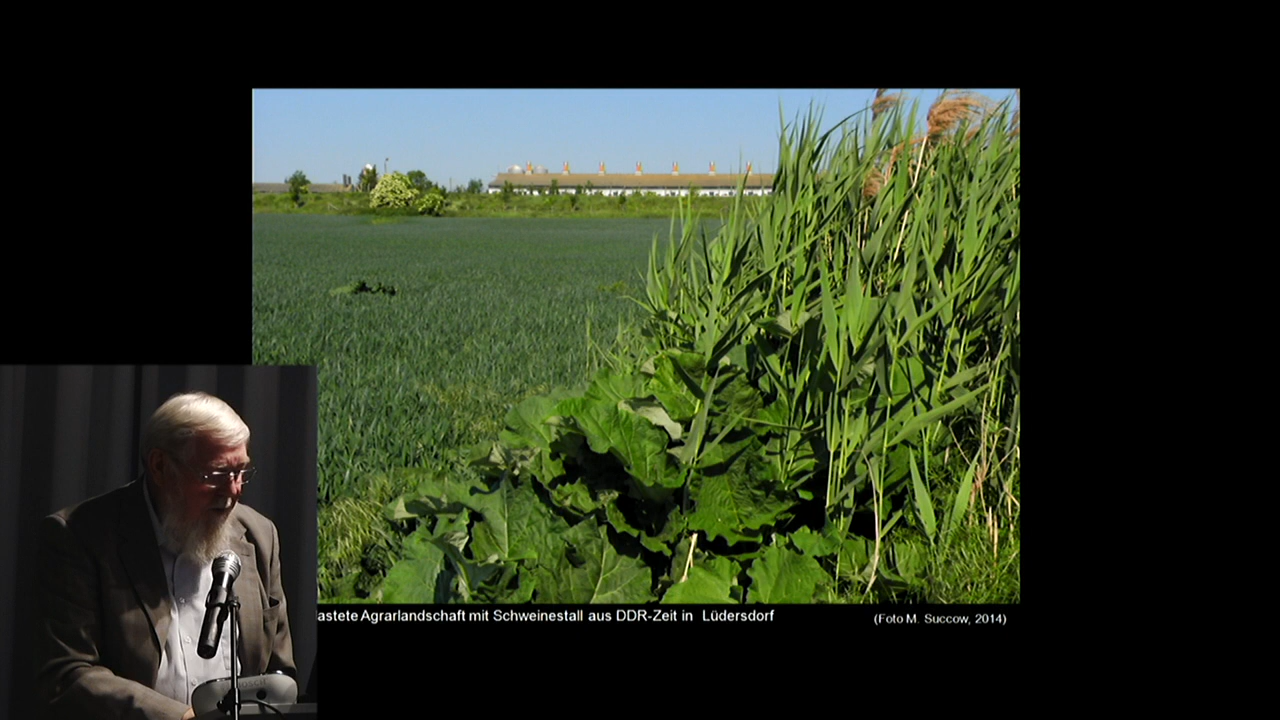 astete Agrarlandschaft mit Schweinestall aus DDR-Zeit in Lüdersdorf
(Foto M. Succow, 2014)